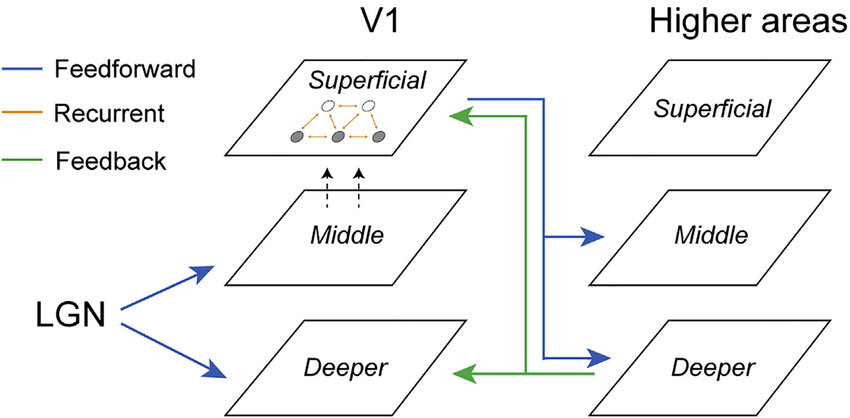 V1
Higher areas
Feedforward
Recurrent
Feedback
Superficial
Superficial
Middle
Middle
LGN
Deeper
Deeper